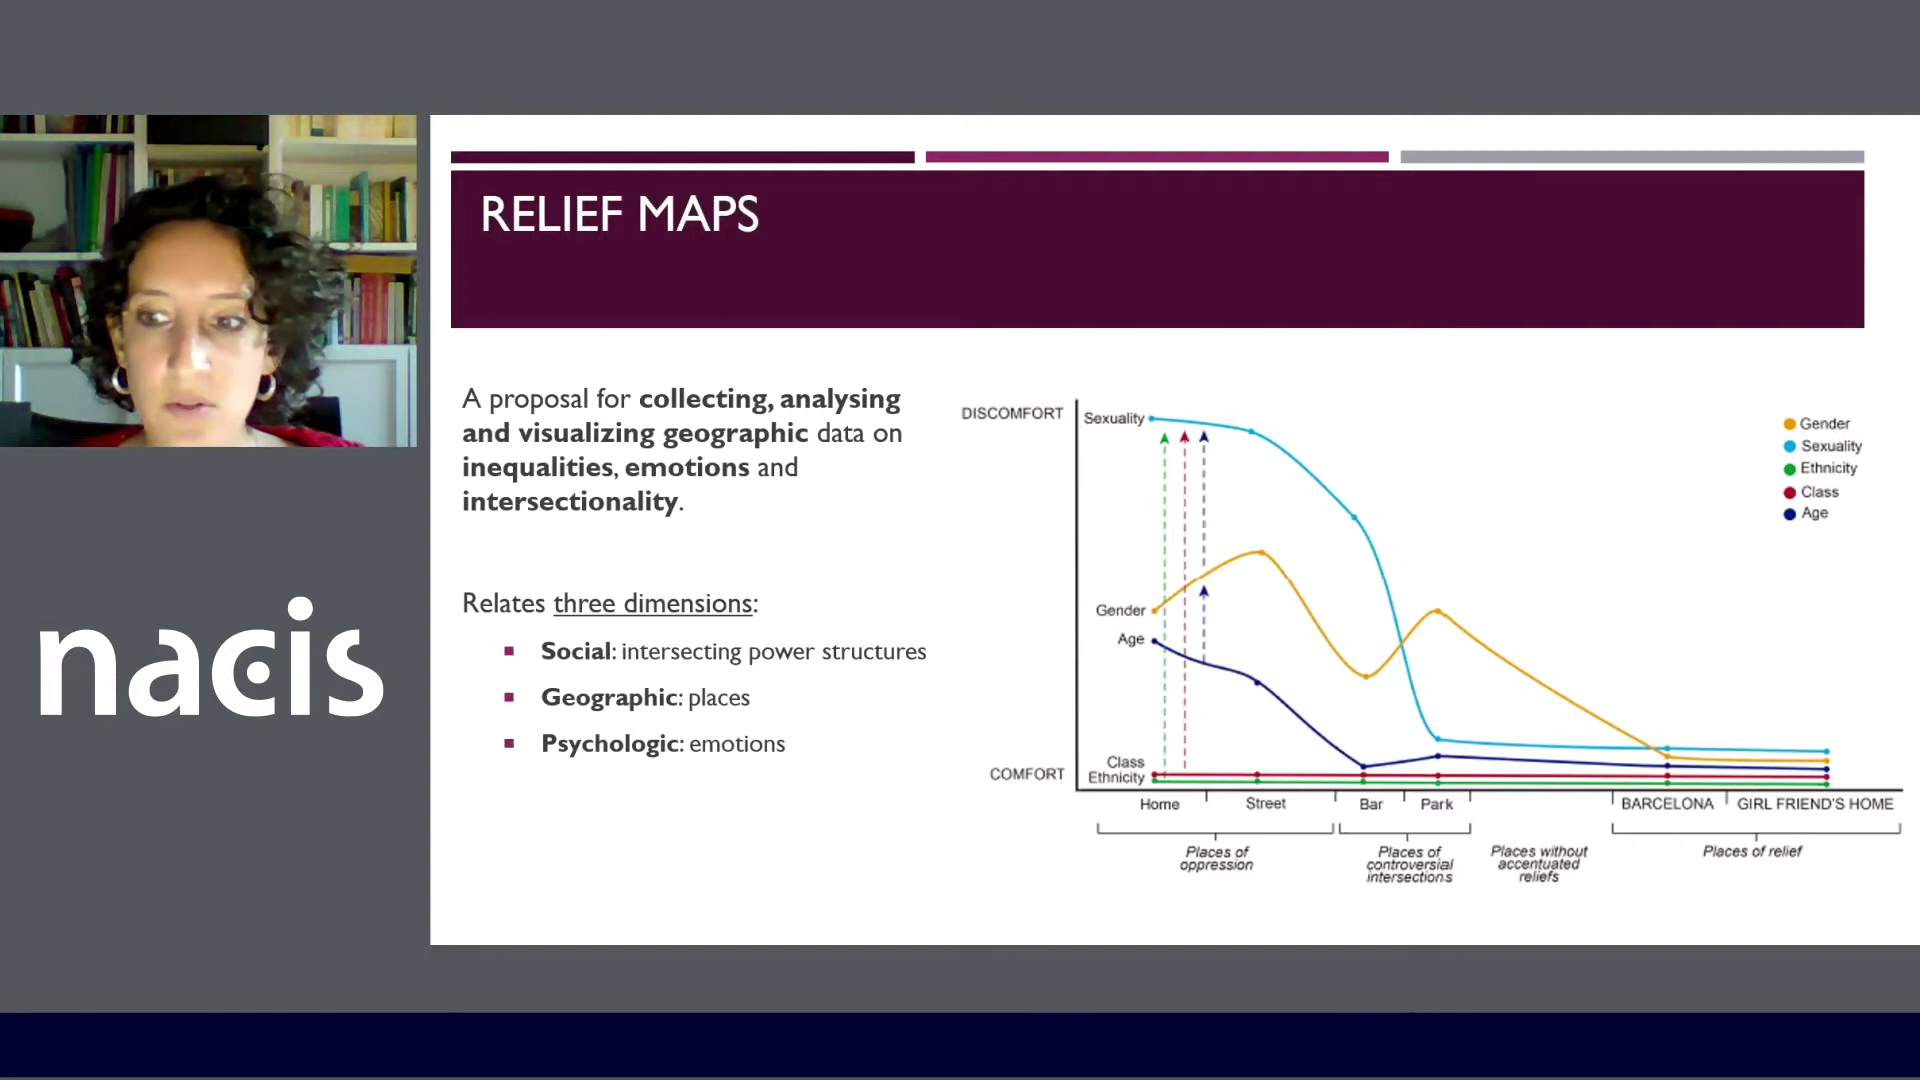 RELIEF MAPS
A proposal for collecting, analysing
and visualizing geographic data on
inequalities, emotions and
intersectionality.
Relates three dimensions:
Social: intersecting power structures
Geographic: places
Psychologic: emotions
nacis
DISCOMFORT
Sexuality
Gender
Age
Class
Ethnicity
COMFORT
Gender
Sexuality
Ethnicity
Class
Age
Home
Street
Bar
Park
BARCELONA
GIRL FRIEND'S HOME
Places of
oppression
Places of
controversial
intersections
Places without
accentuated
reliefs
Places of relief